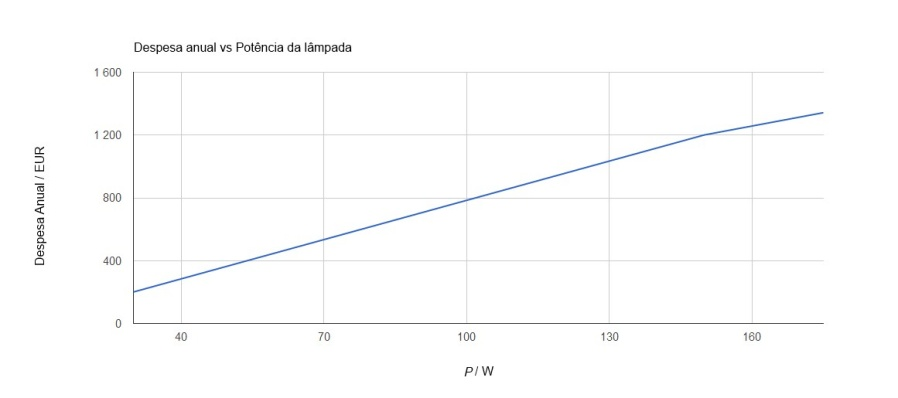 Despesa anual vs Potência da lâmpada
1 600
1 200
800
400
0
Despesa Anual / EUR
40 70 100 130 160
P / W